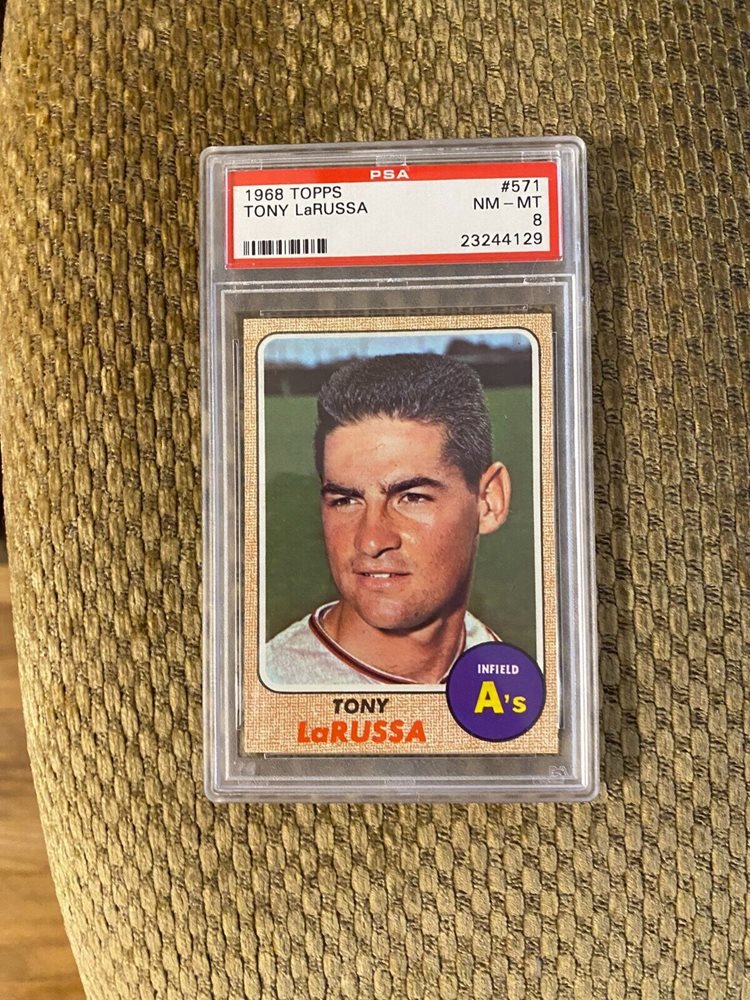 PSA
1968 TOPPS #571
TONY LaRUSSA NM - MT
8
23244129
INFIELD
A's
TONY
LaRUSSA